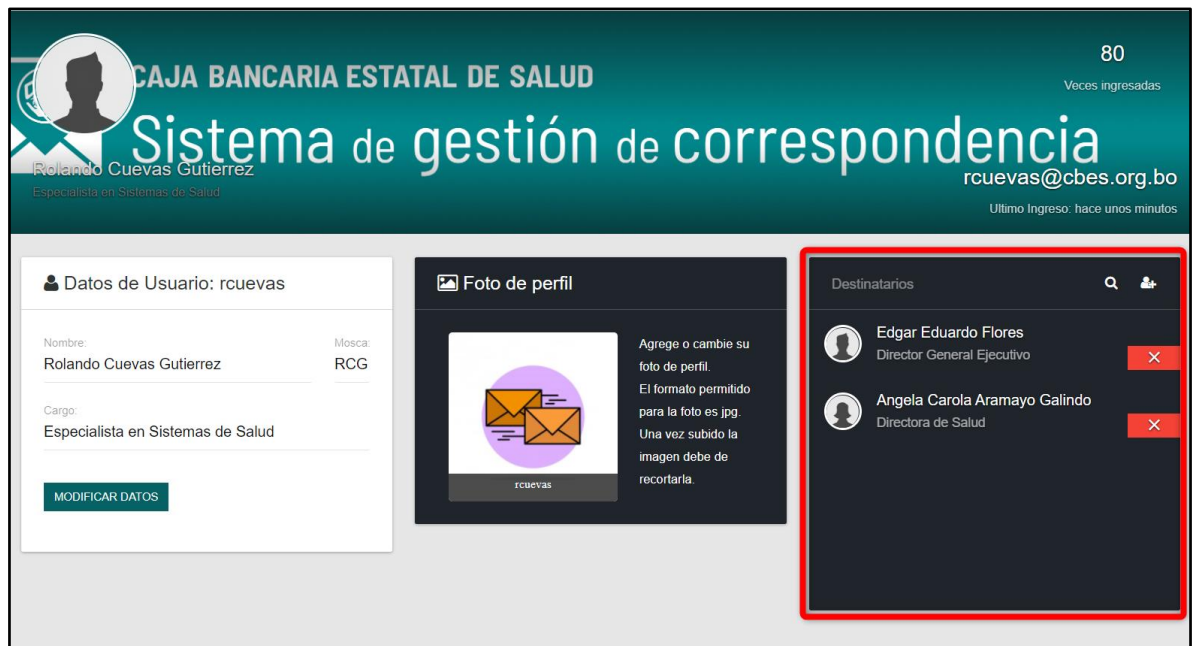 CAJA BANCARIA ESTATAL DE SALUD
80
Veces ingresadas
Sistema de gestión de correspondencia
Rolando Cuevas Gutierrez
rcuevas@cbes.org.bo
Especialista en Sistemas de Salud
Ultimo Ingreso: hace unos minutos
Datos de Usuario: rcuevas
Nombre:
Mosca:
Rolando Cuevas Gutierrez
RCG
Cargo:
Especialista en Sistemas de Salud
MODIFICAR DATOS
Foto de perfil
rcuevas
Agrege o cambie su
foto de perfil.
El formato permitido
para la foto es jpg.
Una vez subido la
imagen debe de
recortarla.
Destinatarios
Edgar Eduardo Flores
Director General Ejecutivo
Angela Carola Aramayo Galindo
Directora de Salud